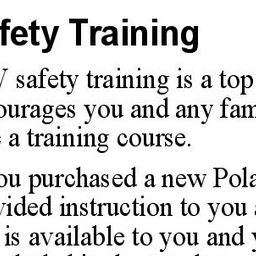 fety Training
V safety training is a top
ourages you and any fam
e a training course.
ou purchased a new Pola
vided instruction to you a
is available to you and y